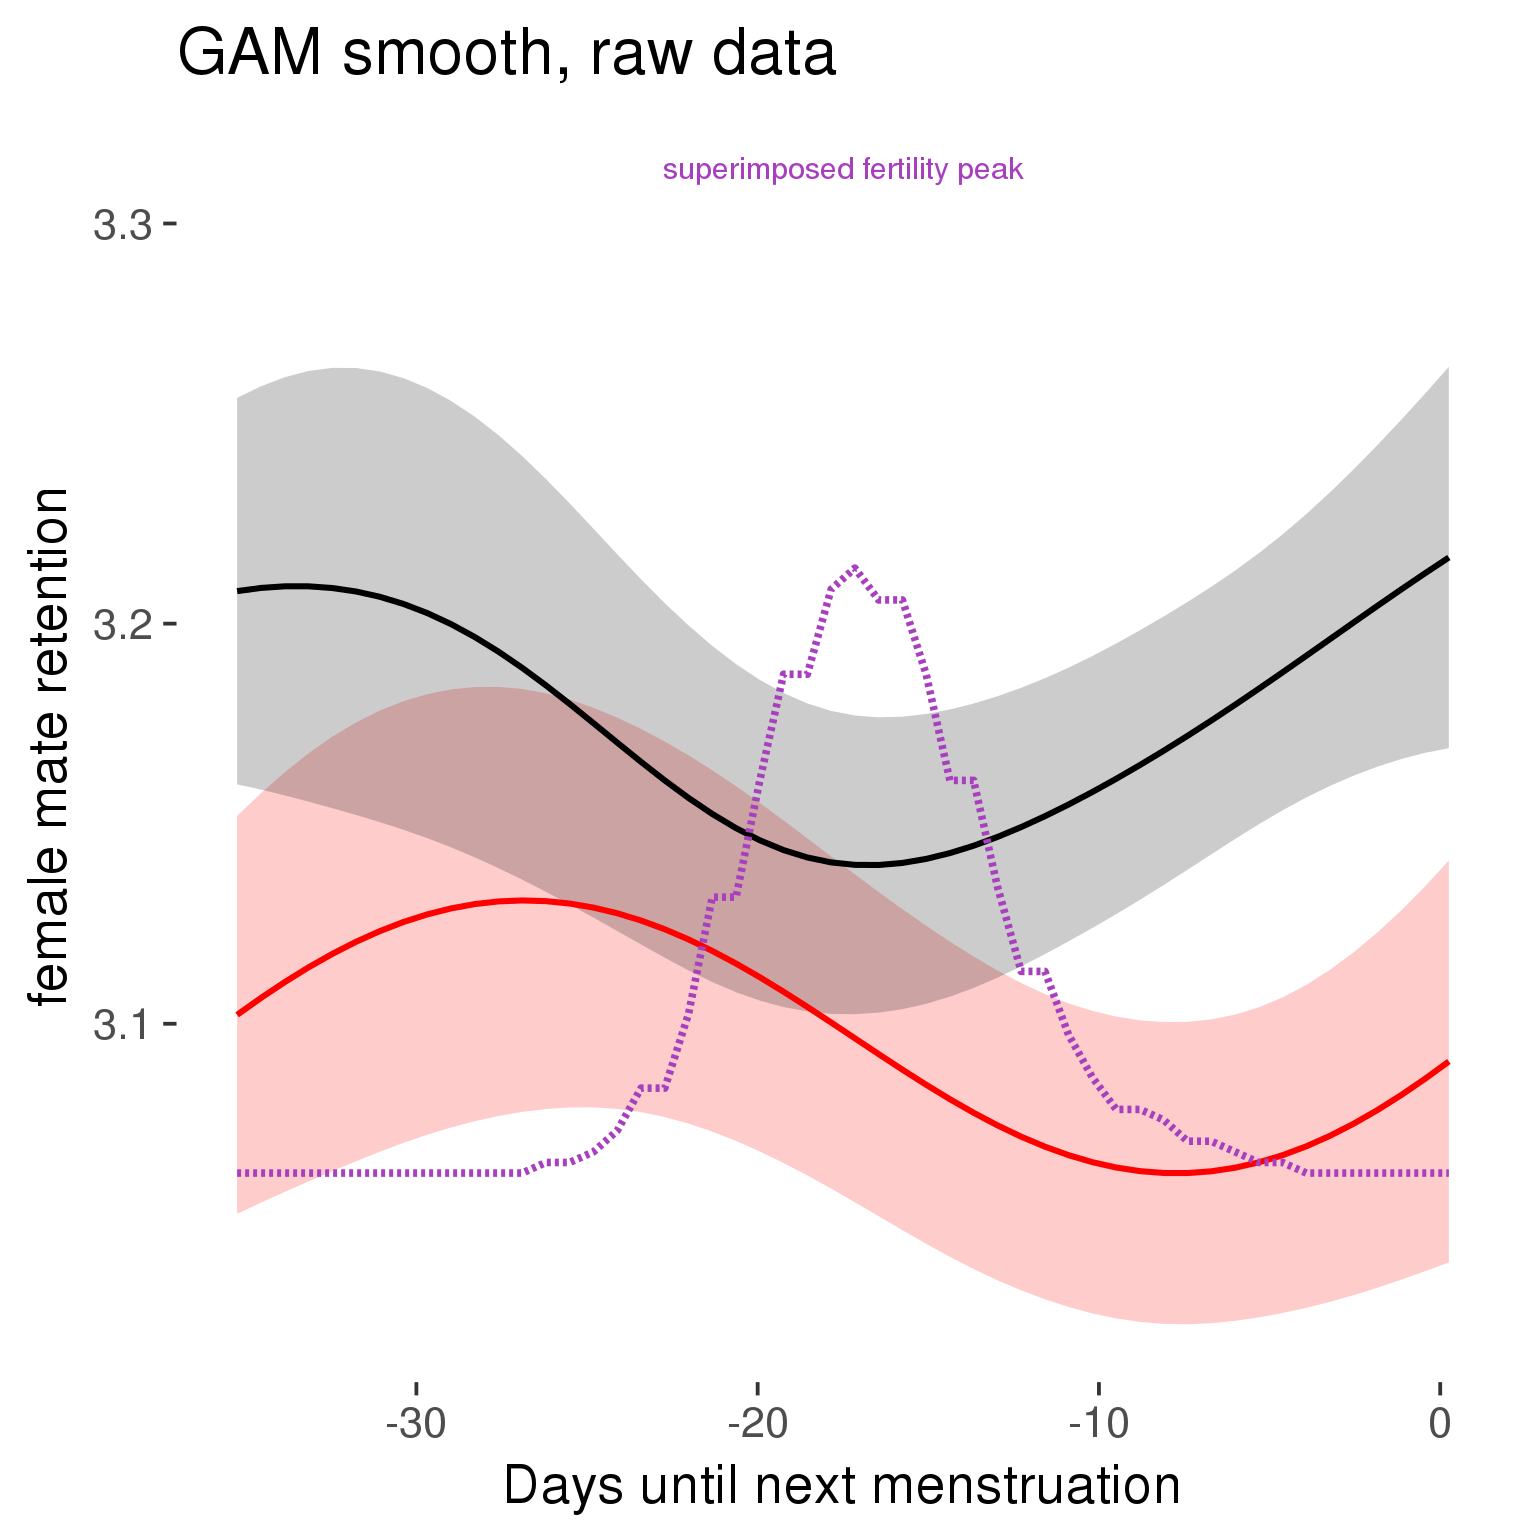 GAM smooth, raw data
superimposed fertility peak
3.3
3.2
3.1
female mate retention
-30 -20 -10 0
Days until next menstruation